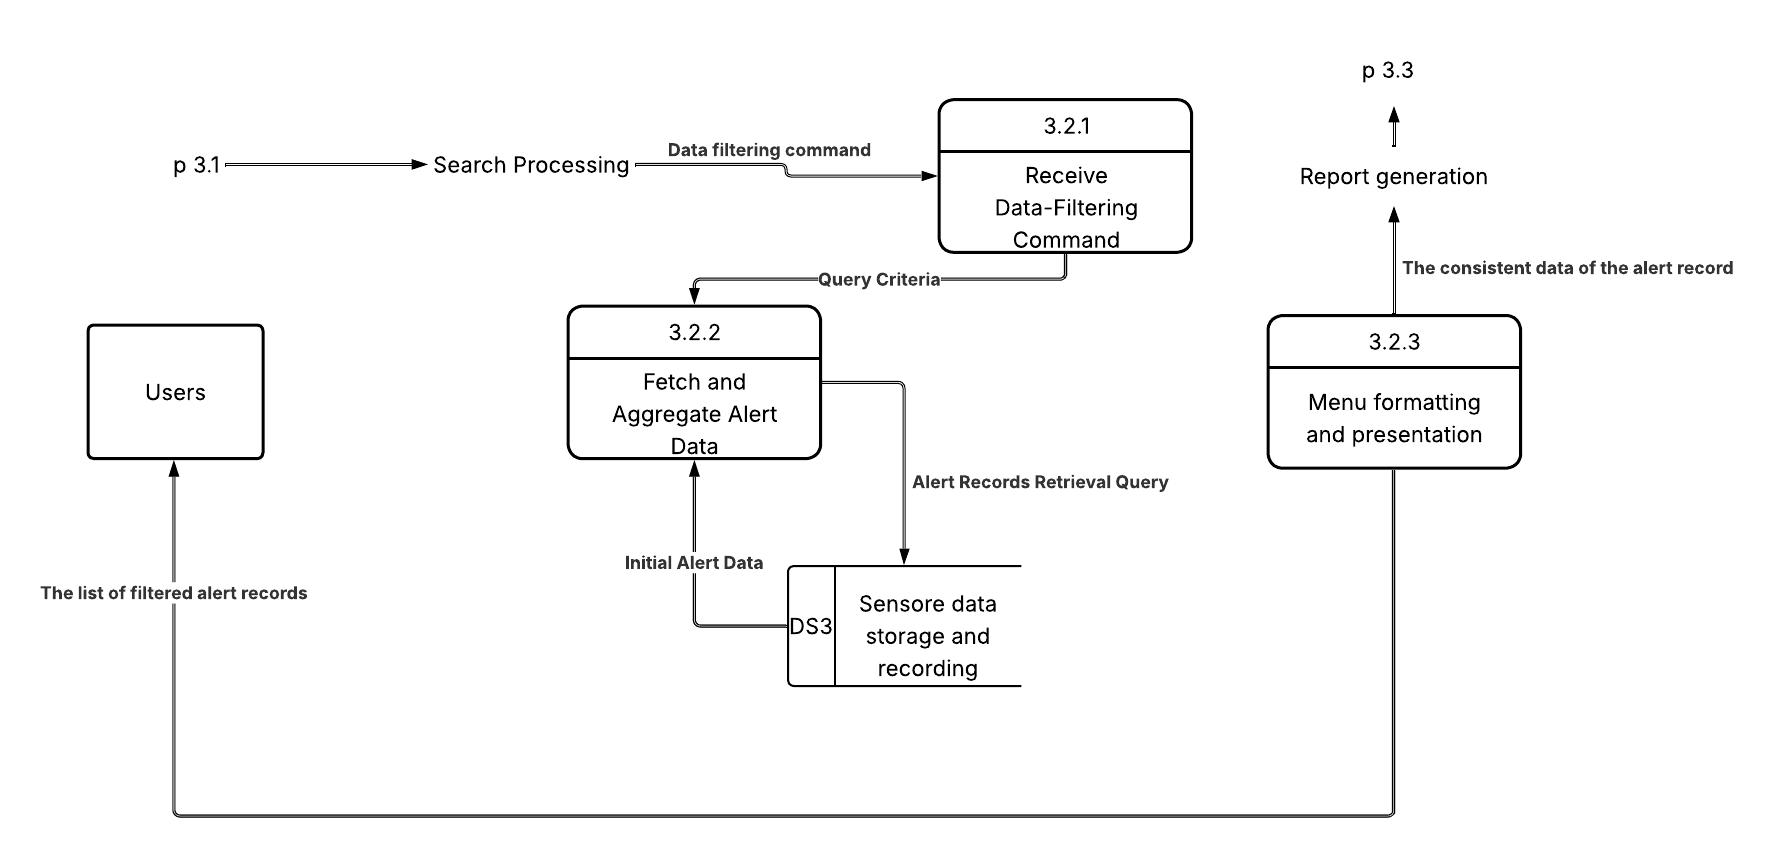 p 3.3
3.2.1
Data filtering command
p 3.1
Search Processing
Receive
Data-Filtering
Command
Report generation
The consistent data of the alert record
Query Criteria
3.2.2
3.2.3
Users
Fetch and
Aggregate Alert
Data
Menu formatting
and presentation
Alert Records Retrieval Query
Initial Alert Data
The list of filtered alert records
DS3
Sensore data
storage and
recording